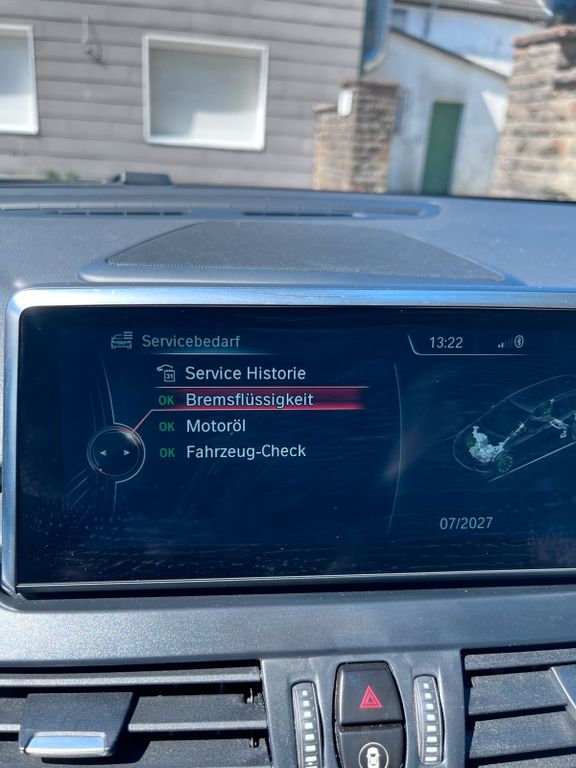 Servicebedarf
13:22
Service Historie
OK Bremsflüssigkeit
OK Motoröl
OK Fahrzeug-Check
07/2027